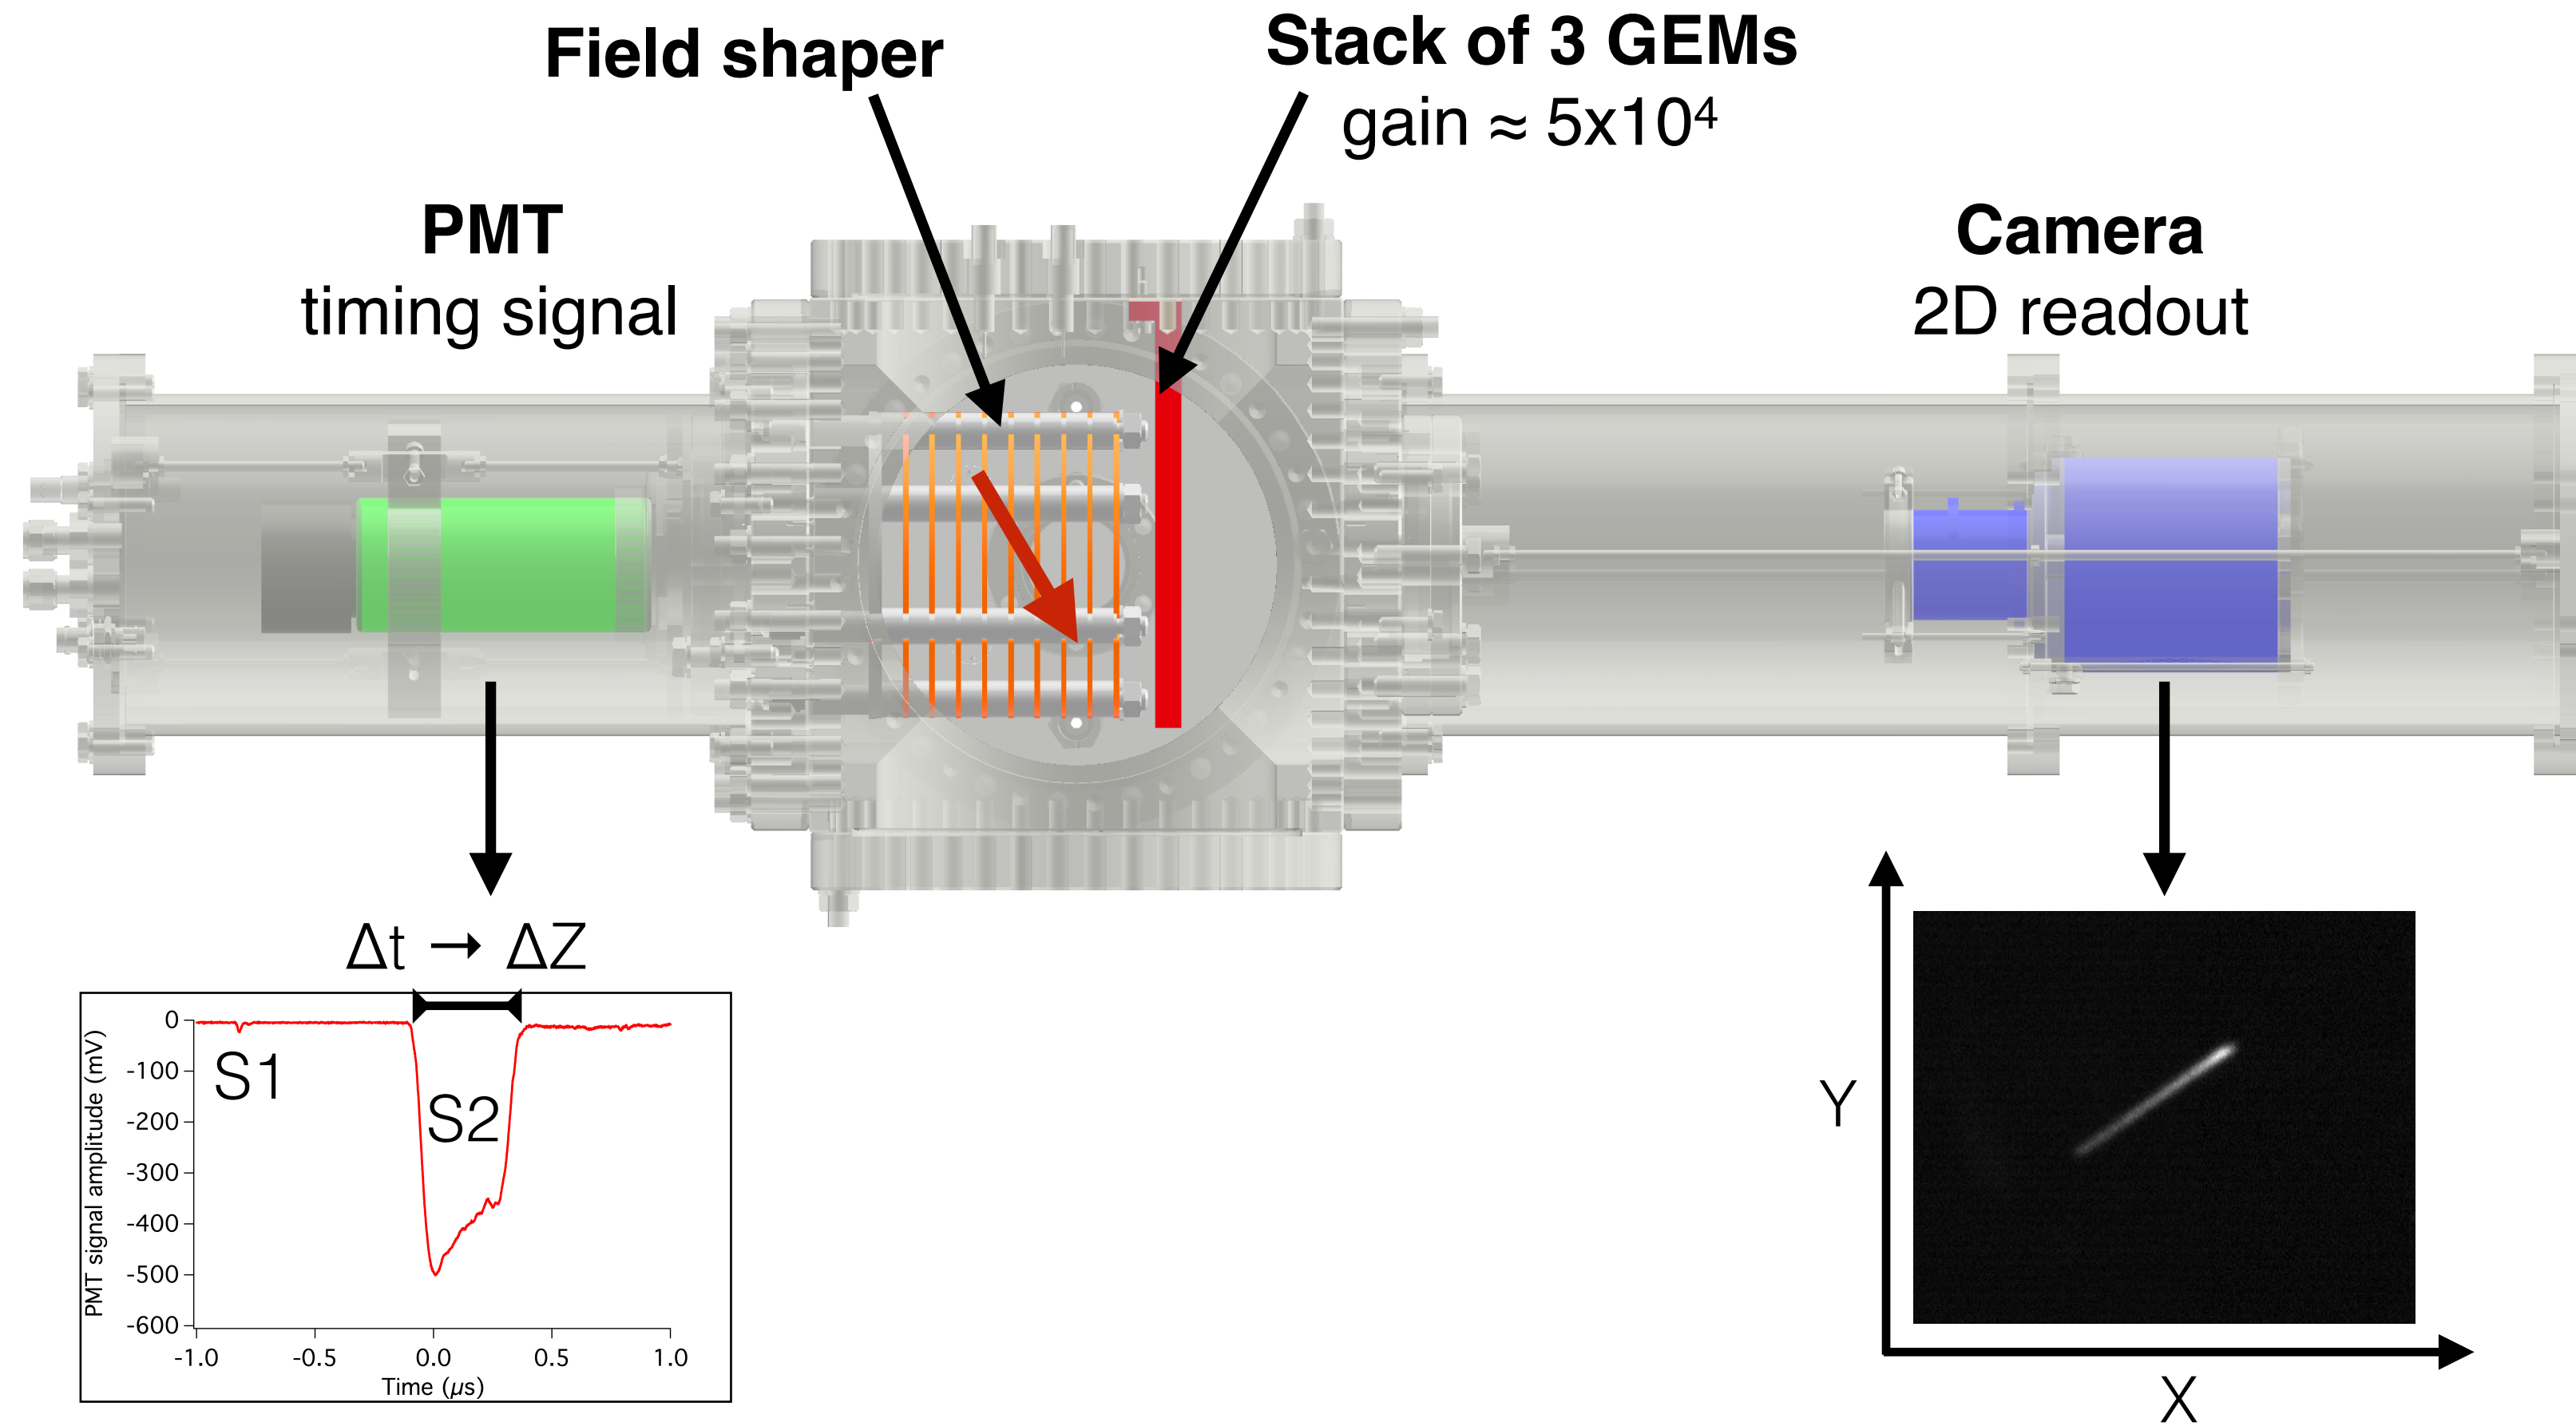 Field shaper
Stack of 3 GEMs
gain ≈ 5x10⁴
PMT
timing signal
Camera
2D readout
Δt → ΔZ
PMT signal amplitude (mV)
0
-100
-200
-300
-400
-500
-600
S1
S2
-1.0 -0.5 0.0 0.5 1.0
Time (µs)
Y
X